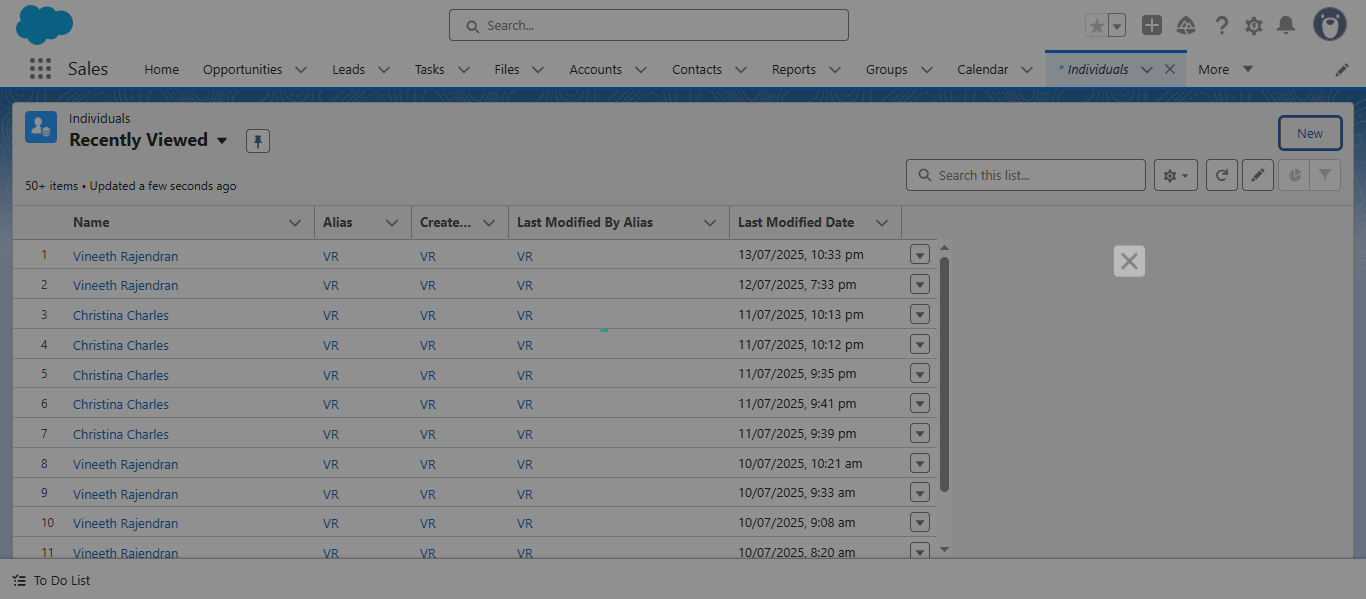 Search...
Sales Home Opportunities Leads Tasks Files Accounts Contacts Reports Groups Calendar * Individuals More
Individuals
Recently Viewed
New
50+ items • Updated a few seconds ago
Search this list...
Name Alias Create... Last Modified By Alias Last Modified Date
1 Vineeth Rajendran VR VR VR 13/07/2025, 10:33 pm
2 Vineeth Rajendran VR VR VR 12/07/2025, 7:33 pm
3 Christina Charles VR VR VR 11/07/2025, 10:13 pm
4 Christina Charles VR VR VR 11/07/2025, 10:12 pm
5 Christina Charles VR VR VR 11/07/2025, 9:35 pm
6 Christina Charles VR VR VR 11/07/2025, 9:41 pm
7 Christina Charles VR VR VR 11/07/2025, 9:39 pm
8 Vineeth Rajendran VR VR VR 10/07/2025, 10:21 am
9 Vineeth Rajendran VR VR VR 10/07/2025, 9:33 am
10 Vineeth Rajendran VR VR VR 10/07/2025, 9:08 am
11 Vineeth Rajendran VR VR VR 10/07/2025, 8:20 am
To Do List